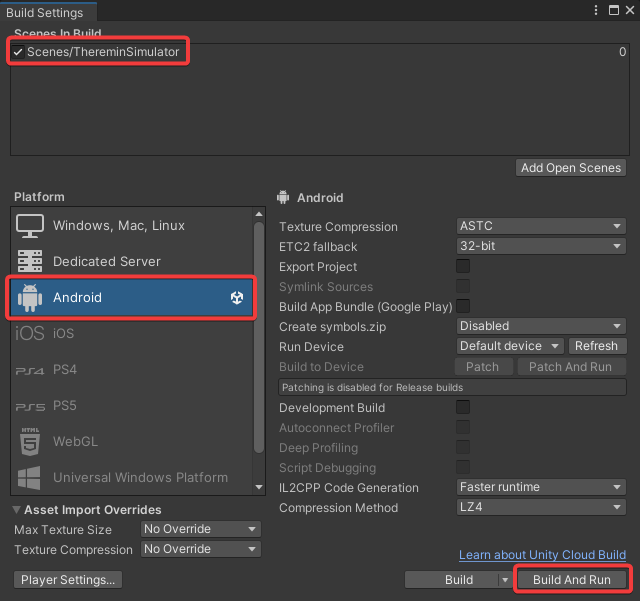 Build Settings
Scenes In Build
Scenes/ThereminSimulator 0
Add Open Scenes
Platform
Windows, Mac, Linux
Dedicated Server
Android
iOS iOS
PS4 PS4
PS5 PS5
HTML 5 WebGL
Universal Windows Platform
Asset Import Overrides
Max Texture Size No Override
Texture Compression No Override
Player Settings...
Android
Texture Compression ASTC
ETC2 fallback 32-bit
Export Project
Symlink Sources
Build App Bundle (Google Play)
Create symbols.zip Disabled
Run Device Default device Refresh
Build to Device Patch Patch And Run
Patching is disabled for Release builds
Development Build
Autoconnect Profiler
Deep Profiling
Script Debugging
IL2CPP Code Generation Faster runtime
Compression Method LZ4
Learn about Unity Cloud Build
Build Build And Run